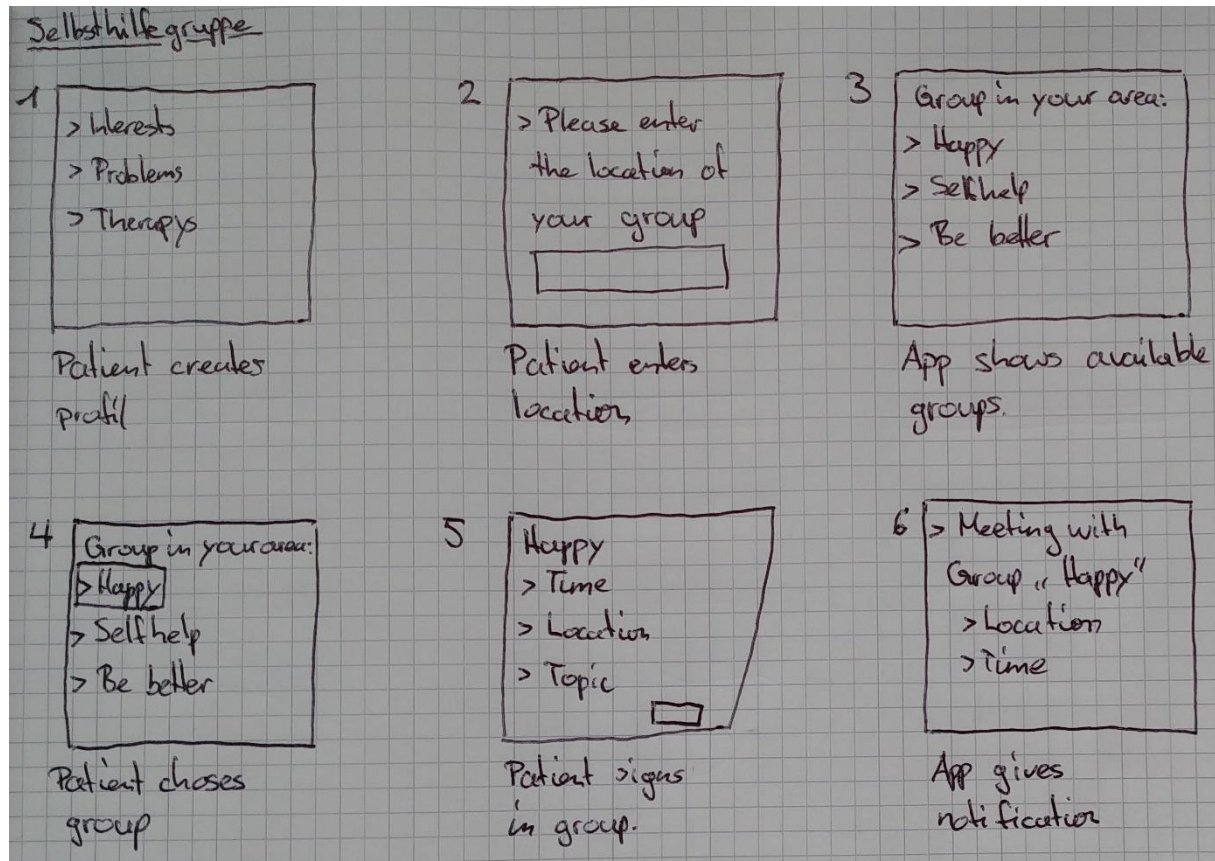 Selbsthilfegruppe
1
> Interests
> Problems
> Therapys
Patient creates
profil
2
> Please enter
the location of
your group
Patient enters
location
3
Group in your area:
> Happy
> Selfhelp
> Be better
App shows available
groups.
4
Group in your area:
> Happy
> Selfhelp
> Be better
Patient choses
group
5
Happy
> Time
> Location
> Topic
Patient signs
in group.
6
> Meeting with
Group „Happy"
> Location
> Time
App gives
notification